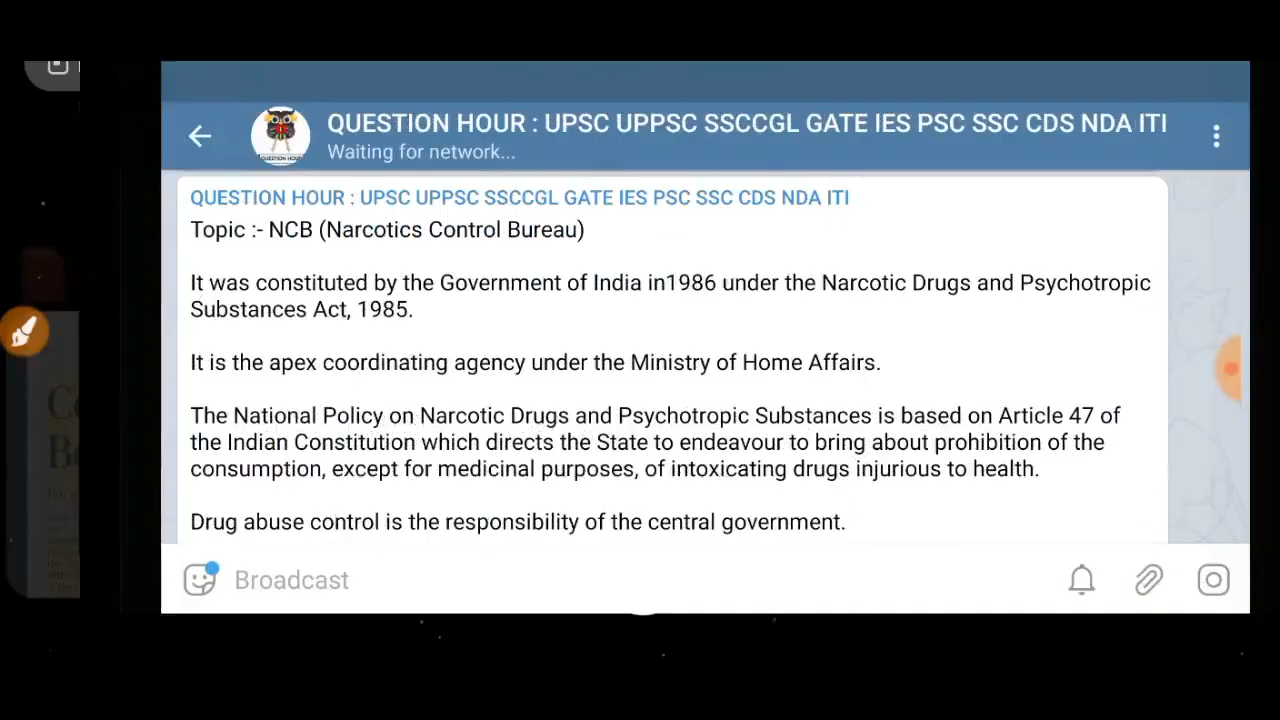 QUESTION HOUR : UPSC UPPSC SSCCGL GATE IES PSC SSC CDS NDA ITI
Waiting for network...
QUESTION HOUR : UPSC UPPSC SSCCGL GATE IES PSC SSC CDS NDA ITI
Topic :- NCB (Narcotics Control Bureau)
It was constituted by the Government of India in1986 under the Narcotic Drugs and Psychotropic
Substances Act, 1985.
It is the apex coordinating agency under the Ministry of Home Affairs.
The National Policy on Narcotic Drugs and Psychotropic Substances is based on Article 47 of
the Indian Constitution which directs the State to endeavour to bring about prohibition of the
consumption, except for medicinal purposes, of intoxicating drugs injurious to health.
Drug abuse control is the responsibility of the central government.
Broadcast